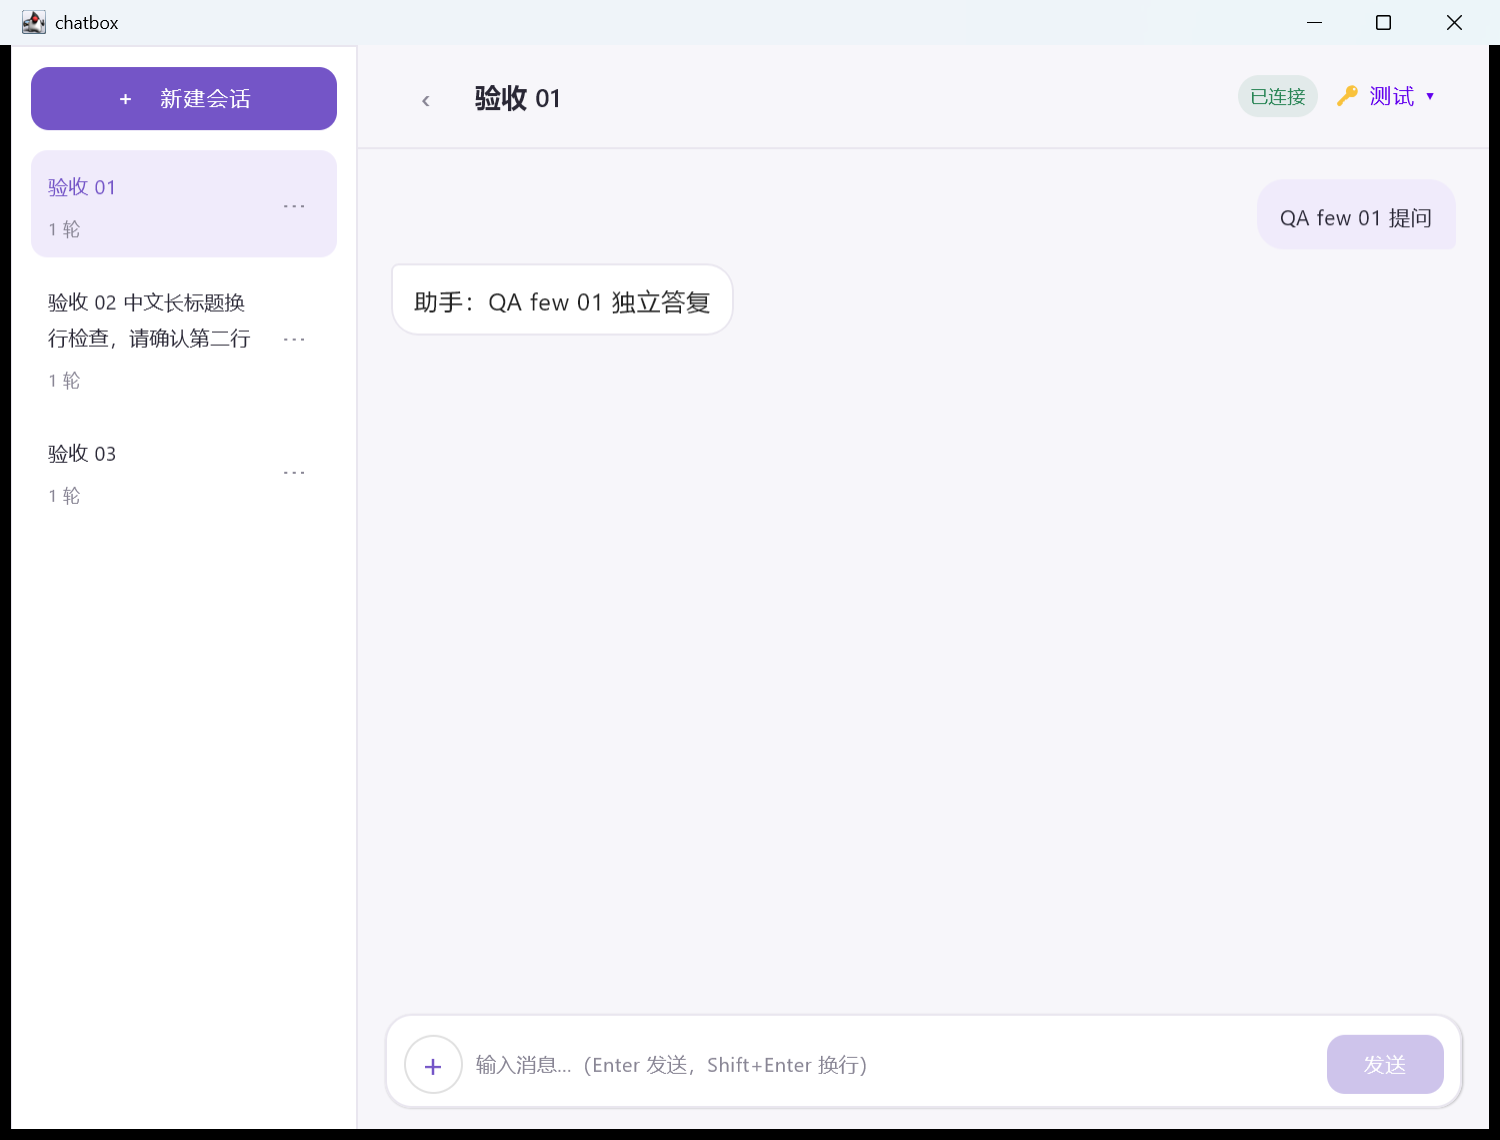 chatbox
+ 新建会话
验收 01
1 轮
...
验收 02 中文长标题换
行检查，请确认第二行
1 轮
...
验收 03
1 轮
...
‹ 验收 01
已连接
🔑 测试 ▾
QA few 01 提问
助手：QA few 01 独立答复
+
输入消息...（Enter 发送，Shift+Enter 换行）
发送